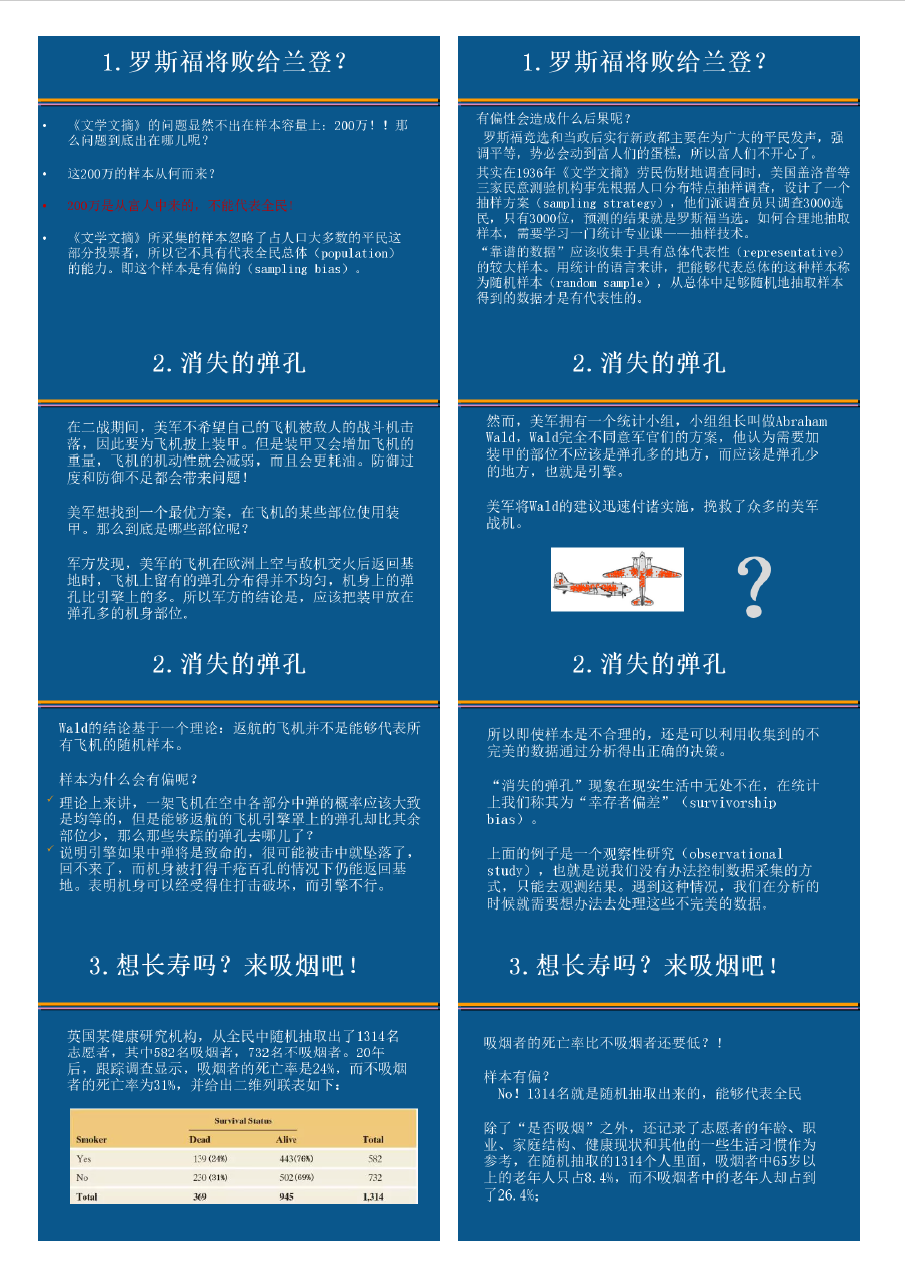 1.罗斯福将败给兰登？
• 《文学文摘》的问题显然不出在样本容量上：200万！！那
么问题到底出在哪儿呢？
• 这200万的样本从何而来？
• 200万是从富人中来的，不能代表全民！
• 《文学文摘》所采集的样本忽略了占人口大多数的平民这
部分投票者，所以它不具有代表全民总体（population）
的能力。即这个样本是有偏的（sampling bias）。
1.罗斯福将败给兰登？
有偏性会造成什么后果呢？
罗斯福竞选和当政后实行新政都主要在为广大的平民发声，强
调平等，势必会动到富人们的蛋糕，所以富人们不开心了。
其实在1936年《文学文摘》劳民伤财地调查同时，美国盖洛普等
三家民意测验机构事先根据人口分布特点抽样调查，设计了一个
抽样方案（sampling strategy），他们派调查员只调查3000选
民，只有3000位，预测的结果就是罗斯福当选。如何合理地抽取
样本，需要学习一门统计专业课——抽样技术。
“靠谱的数据”应该收集于具有总体代表性（representative）
的较大样本。用统计的语言来讲，把能够代表总体的这种样本称
为随机样本（random sample），从总体中足够随机地抽取样本
得到的数据才是有代表性的。
2.消失的弹孔
在二战期间，美军不希望自己的飞机被敌人的战斗机击
落，因此要为飞机披上装甲。但是装甲又会增加飞机的
重量，飞机的机动性就会减弱，而且会更耗油。防御过
度和防御不足都会带来问题！
美军想找到一个最优方案，在飞机的某些部位使用装
甲。那么到底是哪些部位呢？
军方发现，美军的飞机在欧洲上空与敌机交火后返回基
地时，飞机上留有的弹孔分布得并不均匀，机身上的弹
孔比引擎上的多。所以军方的结论是，应该把装甲放在
弹孔多的机身部位。
2.消失的弹孔
然而，美军拥有一个统计小组，小组组长叫做Abraham
Wald，Wald完全不同意军官们的方案，他认为需要加
装甲的部位不应该是弹孔多的地方，而应该是弹孔少
的地方，也就是引擎。
美军将Wald的建议迅速付诸实施，挽救了众多的美军
战机。
?
2.消失的弹孔
Wald的结论基于一个理论：返航的飞机并不是能够代表所
有飞机的随机样本。
样本为什么会有偏呢？
✓ 理论上来讲，一架飞机在空中各部分中弹的概率应该大致
是均等的，但是能够返航的飞机引擎罩上的弹孔却比其余
部位少，那么那些失踪的弹孔去哪儿了？
✓ 说明引擎如果中弹将是致命的，很可能被击中就坠落了，
回不来了，而机身被打得千疮百孔的情况下仍能返回基
地。表明机身可以经受得住打击破坏，而引擎不行。
2.消失的弹孔
所以即使样本是不合理的，还是可以利用收集到的不
完美的数据通过分析得出正确的决策。
“消失的弹孔”现象在现实生活中无处不在，在统计
上我们称其为“幸存者偏差”（survivorship
bias）。
上面的例子是一个观察性研究（observational
study），也就是说我们没有办法控制数据采集的方
式，只能去观测结果。遇到这种情况，我们在分析的
时候就需要想办法去处理这些不完美的数据。
3.想长寿吗？来吸烟吧！
英国某健康研究机构，从全民中随机抽取出了1314名
志愿者，其中582名吸烟者，732名不吸烟者。20年
后，跟踪调查显示，吸烟者的死亡率是24%，而不吸烟
者的死亡率为31%，并给出二维列联表如下：
Survival Status
Smoker Dead Alive Total
Yes 139 (24%) 443(76%) 582
No 230 (31%) 502(69%) 732
Total 369 945 1,314
3.想长寿吗？来吸烟吧！
吸烟者的死亡率比不吸烟者还要低？！
样本有偏？
No！1314名就是随机抽取出来的，能够代表全民
除了“是否吸烟”之外，还记录了志愿者的年龄、职
业、家庭结构、健康现状和其他的一些生活习惯作为
参考，在随机抽取的1314个人里面，吸烟者中65岁以
上的老年人只占8.4%，而不吸烟者中的老年人却占到
了26.4%;